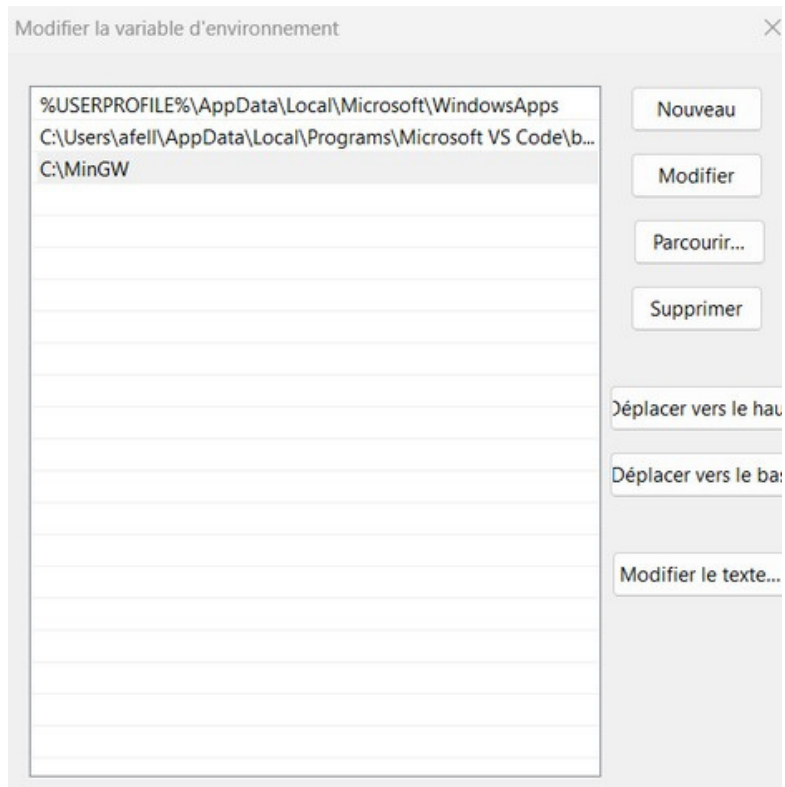 Modifier la variable d'environnement
%USERPROFILE%\AppData\Local\Microsoft\WindowsApps
C:\Users\afell\AppData\Local\Programs\Microsoft VS Code\b...
C:\MinGW
Nouveau
Modifier
Parcourir...
Supprimer
Déplacer vers le hau
Déplacer vers le bas
Modifier le texte...